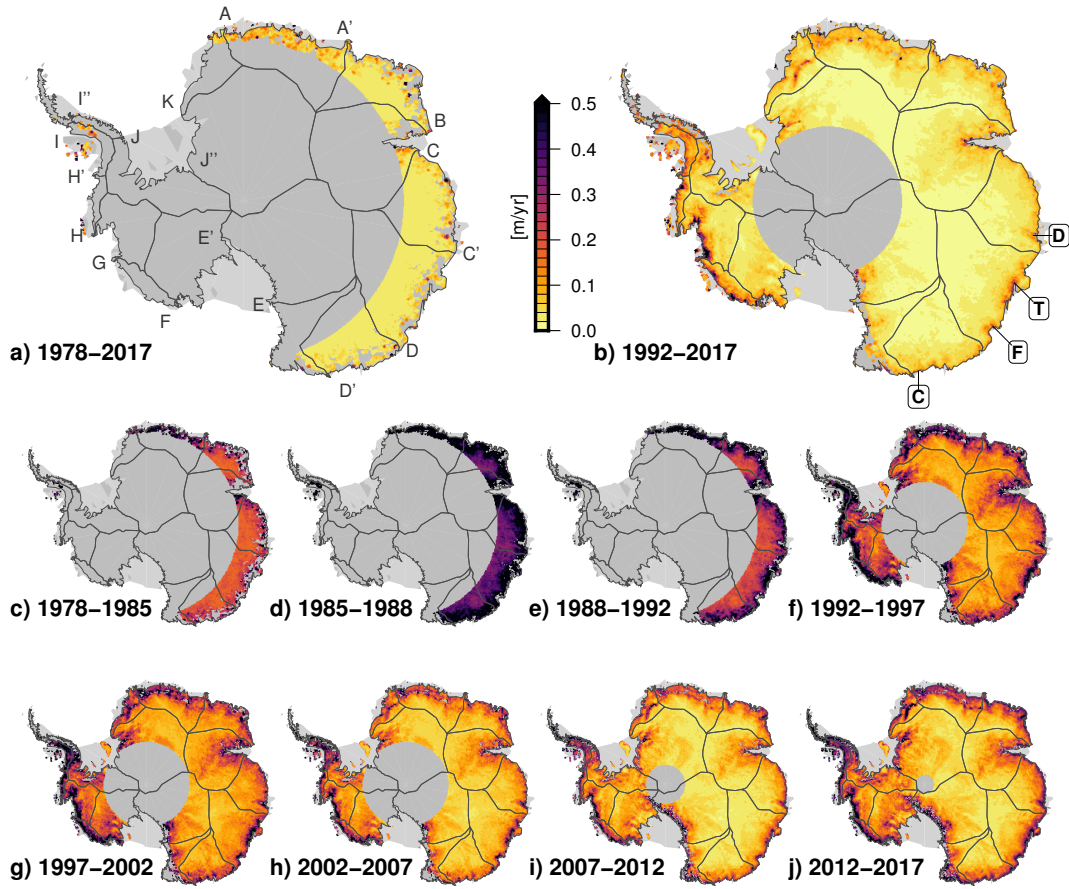 A
A'
I''
K
B
I
J
C
J''
H'
H
E'
G
C'
E
F
D
D'
a) 1978−2017
0.5
0.4
0.3
0.2
0.1
0.0
[m/yr]
D
T
F
C
b) 1992−2017
c) 1978−1985
d) 1985−1988
e) 1988−1992
f) 1992−1997
g) 1997−2002
h) 2002−2007
i) 2007−2012
j) 2012−2017